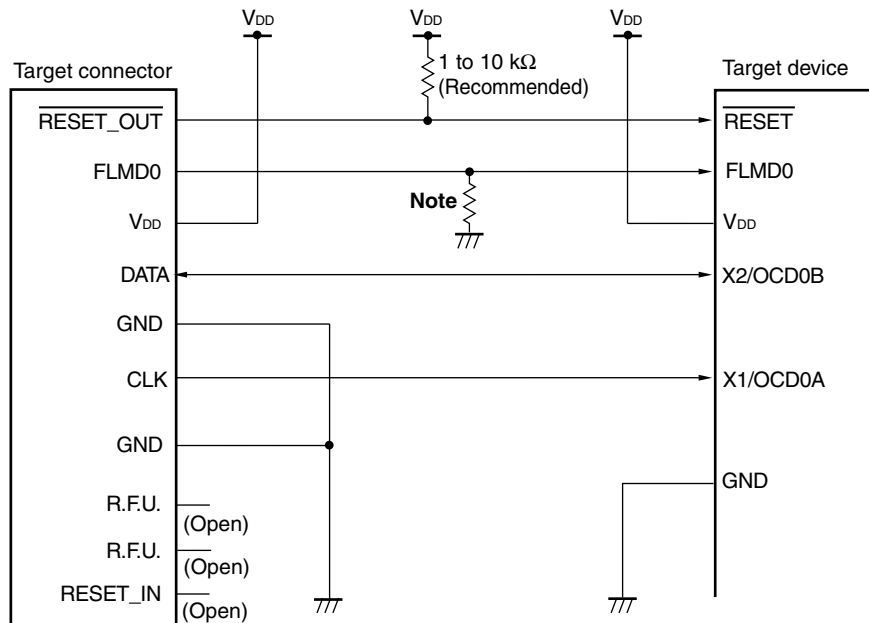 VDD VDD VDD
Target connector
1 to 10 kΩ
(Recommended)
Target device
RESET_OUT
RESET
FLMD0
FLMD0
Note
VDD
VDD
DATA
X2/OCD0B
GND
CLK
X1/OCD0A
GND
GND
R.F.U.
(Open)
R.F.U.
(Open)
RESET_IN
(Open)